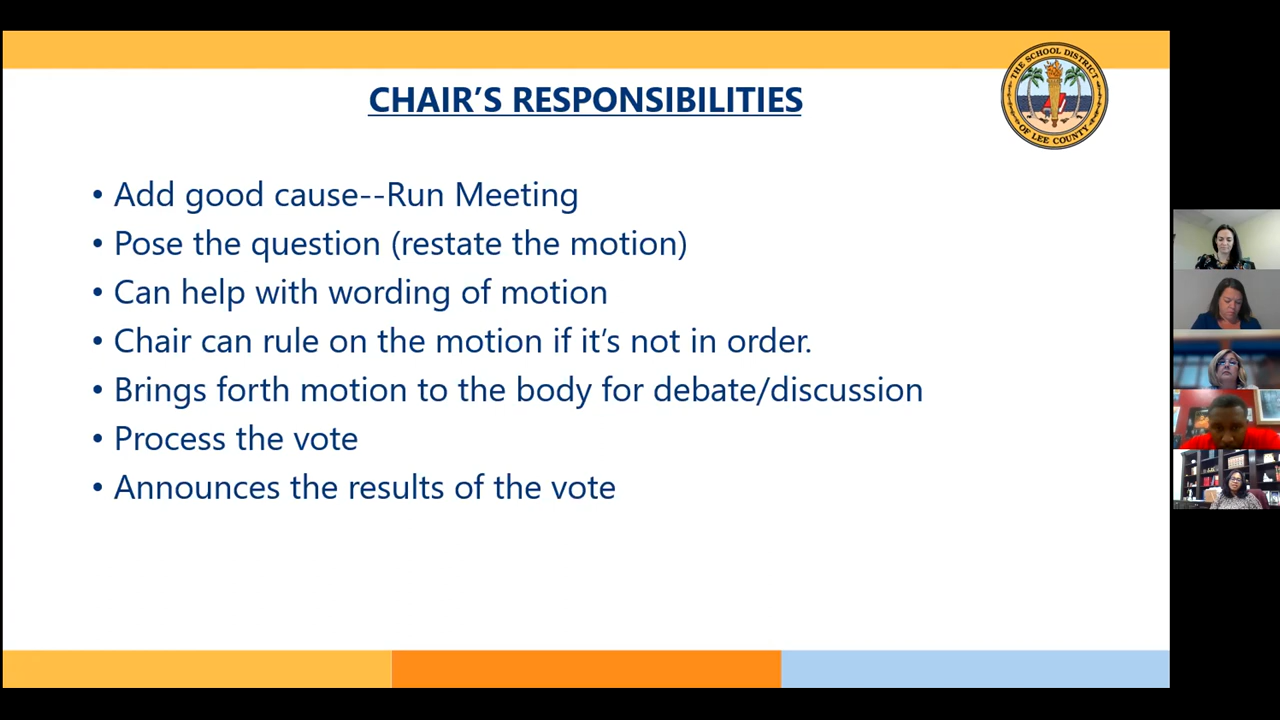 CHAIR’S RESPONSIBILITIES
THE SCHOOL DISTRICT
OF LEE COUNTY
• Add good cause--Run Meeting
• Pose the question (restate the motion)
• Can help with wording of motion
• Chair can rule on the motion if it‘s not in order.
• Brings forth motion to the body for debate/discussion
• Process the vote
• Announces the results of the vote